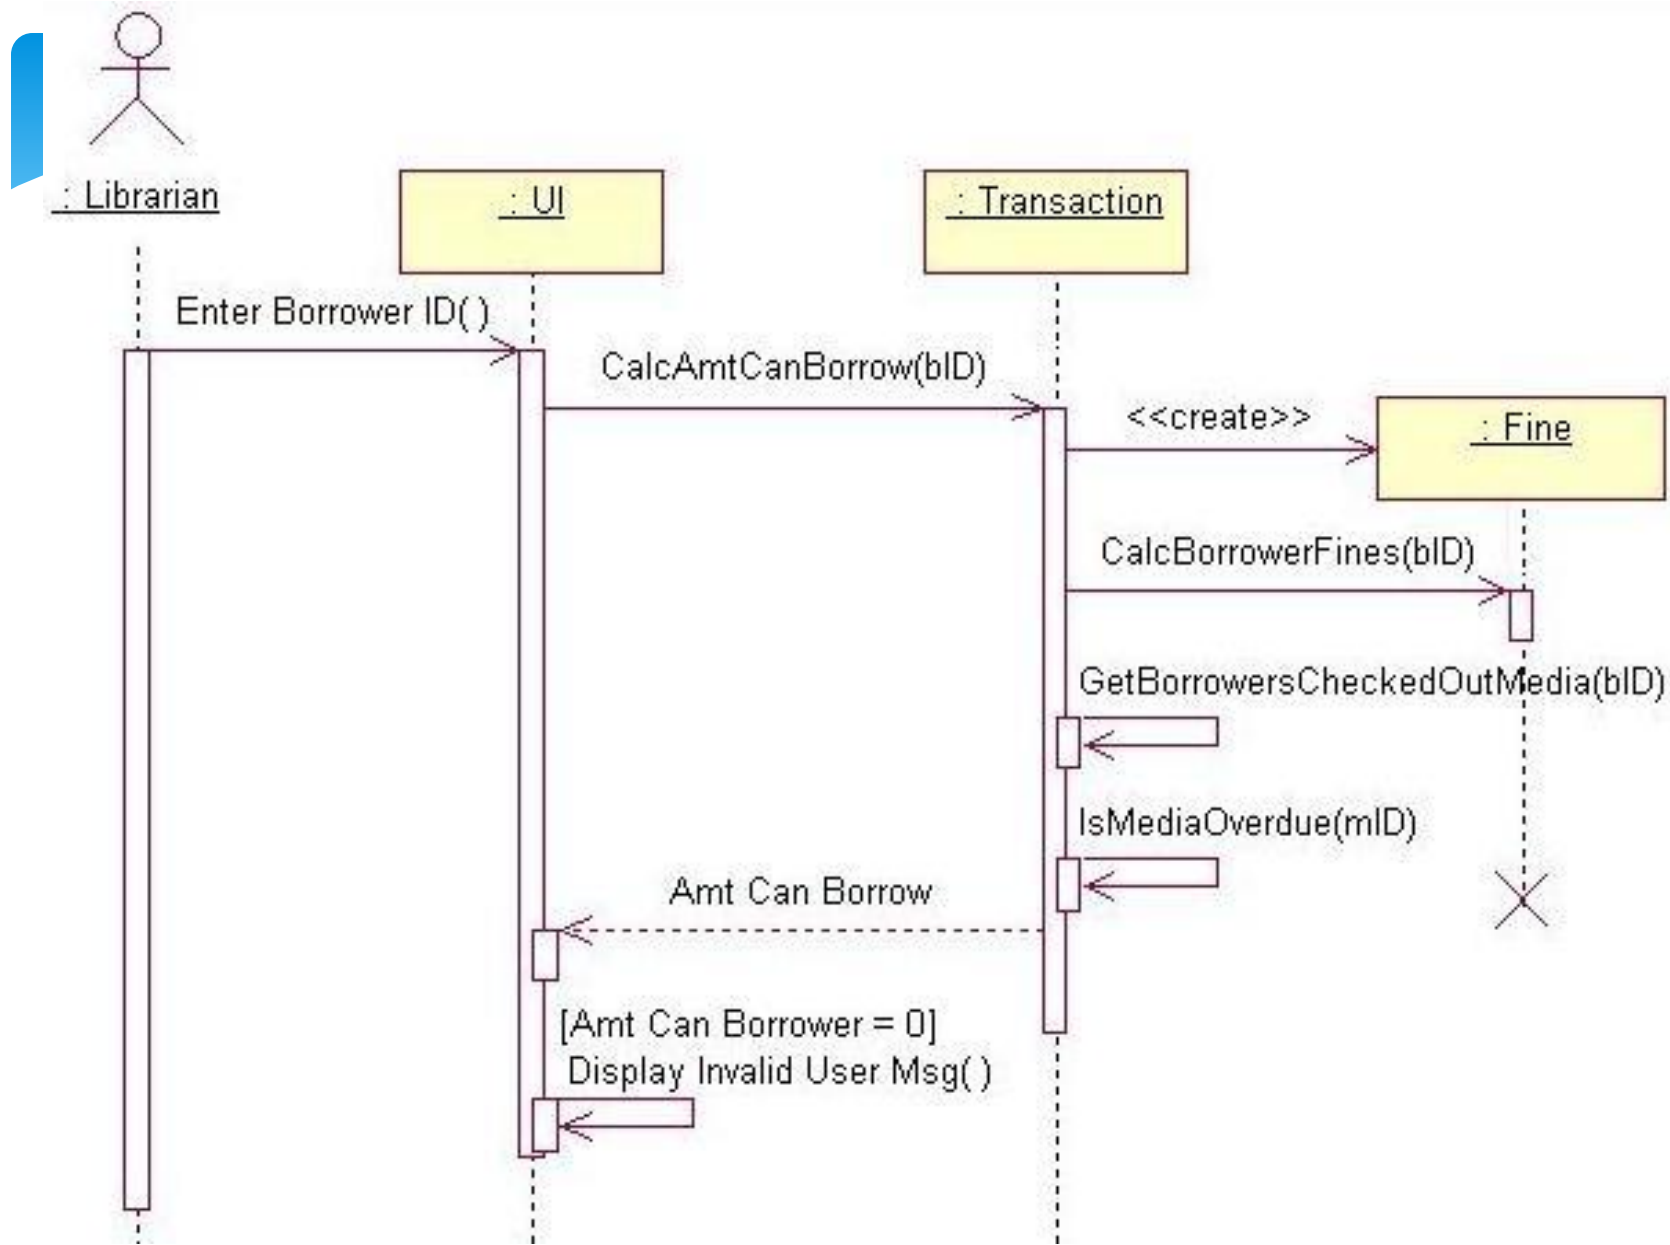 : Librarian
: UI
: Transaction
Enter Borrower ID( )
CalcAmtCanBorrow(bID)
<<create>>
: Fine
CalcBorrowerFines(bID)
GetBorrowersCheckedOutMedia(bID)
IsMediaOverdue(mID)
Amt Can Borrow
[Amt Can Borrower = 0]
Display Invalid User Msg( )